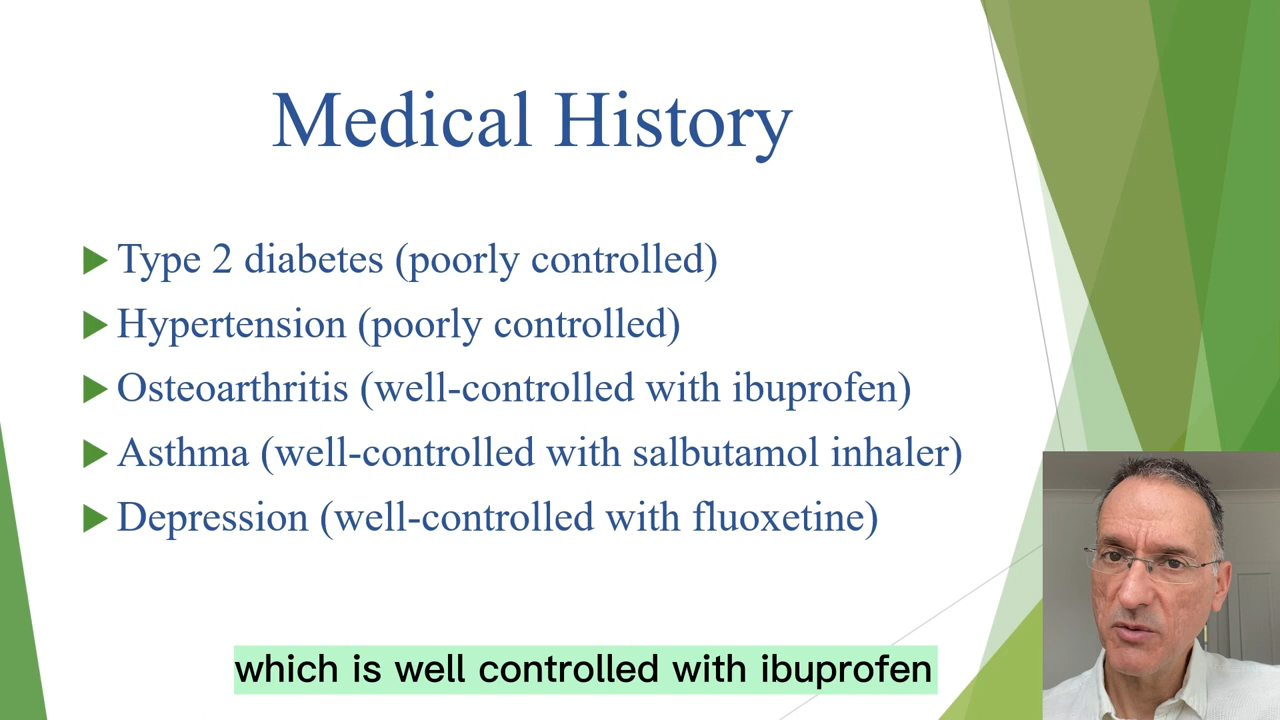 Medical History
Type 2 diabetes (poorly controlled)
Hypertension (poorly controlled)
Osteoarthritis (well-controlled with ibuprofen)
Asthma (well-controlled with salbutamol inhaler)
Depression (well-controlled with fluoxetine)
which is well controlled with ibuprofen